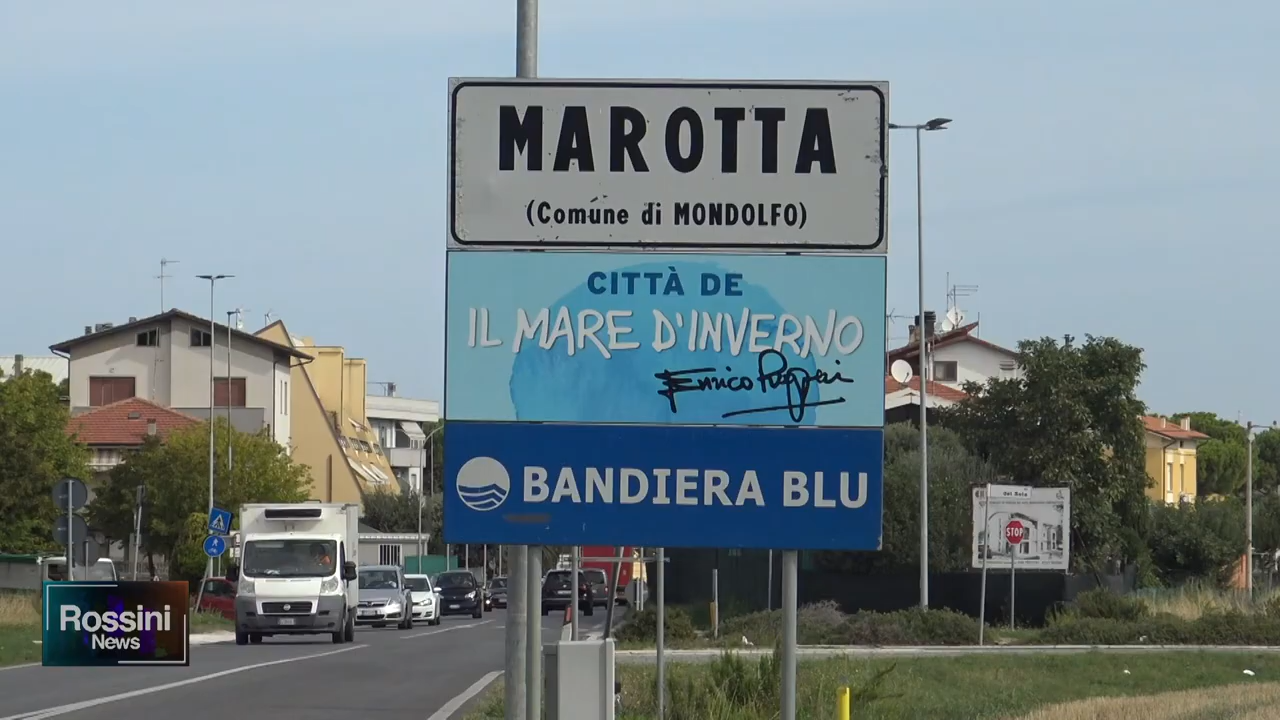 MAROTTA
(Comune di MONDOLFO)
CITTÀ DE
IL MARE D'INVERNO
Enrico Ruggeri
BANDIERA BLU
STOP
Rossini
News